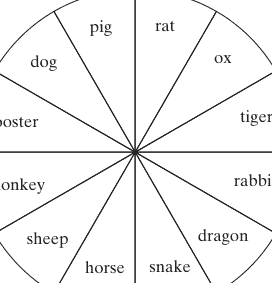 pig
rat
dog
ox
ooster
tiger
onkey
rabbi
sheep
dragon
horse
snake